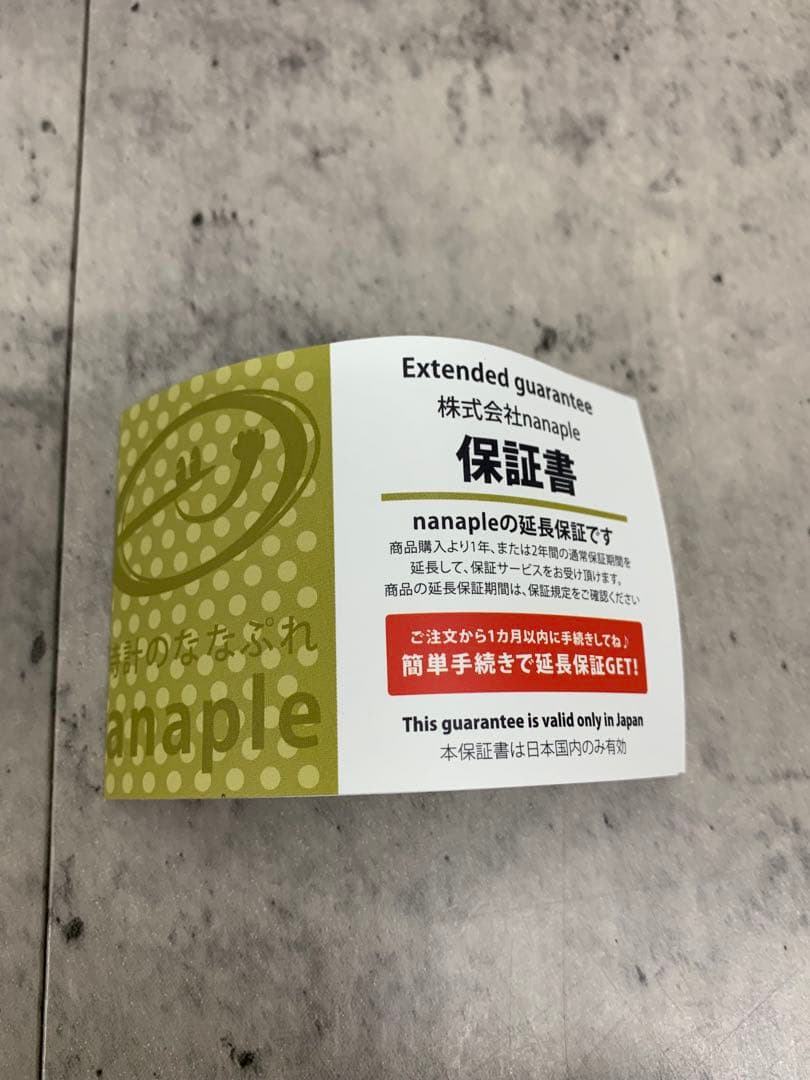 Extended guarantee
株式会社nanaple
保証書
nanapleの延長保証です
商品購入より1年、または2年間の通常保証期間を
延長して、保証サービスをお受け頂けます。
商品の延長保証期間は、保証規定をご確認ください
ご注文から1カ月以内に手続きしてね♪
簡単手続きで延長保証GET!
This guarantee is valid only in Japan
本保証書は日本国内のみ有効
時計のななぷれ
anaple